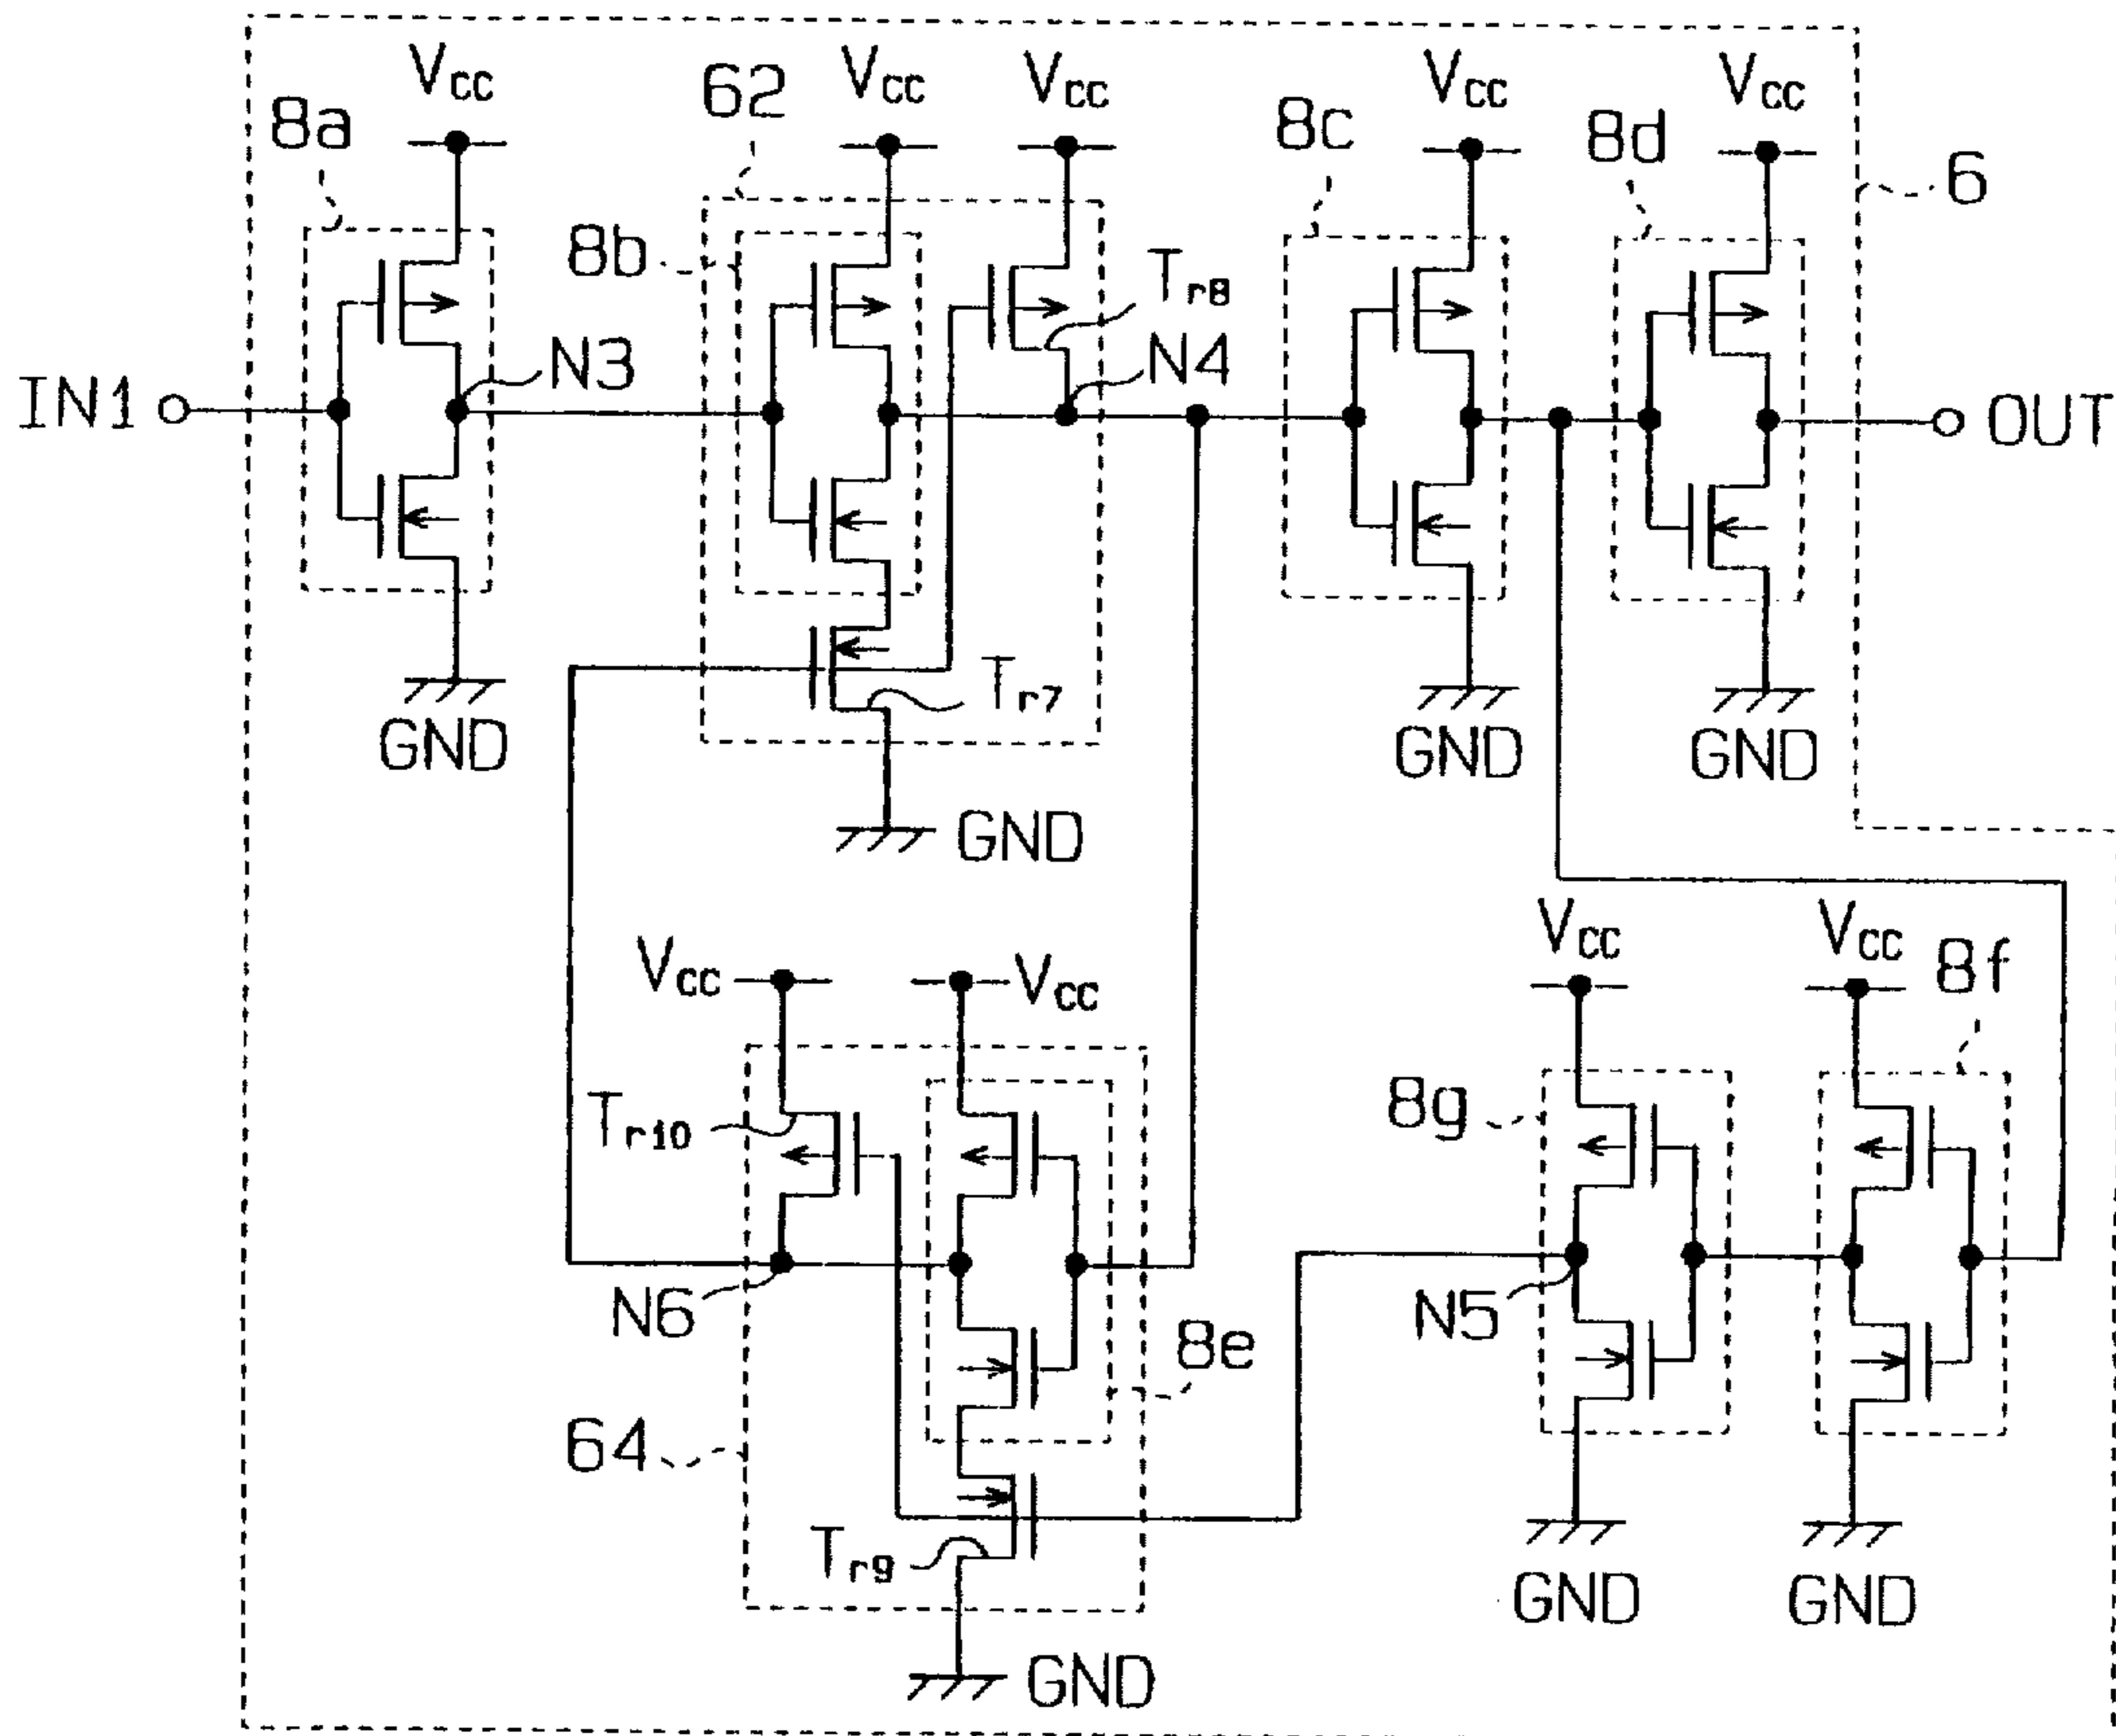 Vcc
62
Vcc
Vcc
Vcc
Vcc
8a
8c
8d
6
8b
Tr8
N3
N4
IN1
OUT
Tr7
GND
GND
GND
GND
Vcc
Vcc
Vcc
Vcc
8f
Tr10
8g
N6
N5
8e
64
Tr9
GND
GND
GND